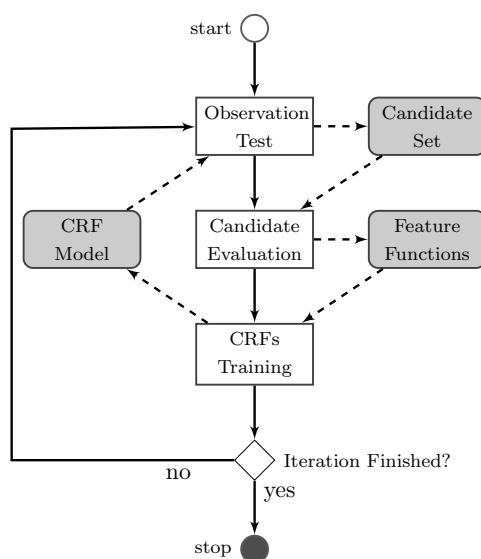 start
Observation
Test
Candidate
Set
CRF
Model
Candidate
Evaluation
Feature
Functions
CRFs
Training
Iteration Finished?
no
yes
stop